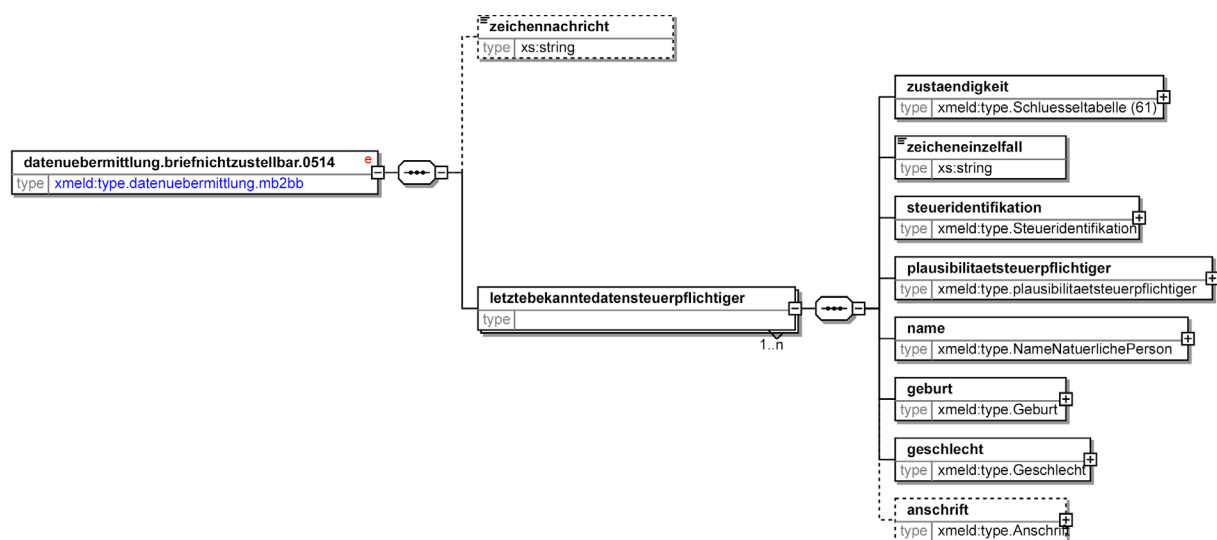 zeichennachricht
type xs:string
zustaendigkeit
type xmeld:type.Schluesseltabelle (61)
datenuebermittlung.briefnichtzustellbar.0514 e
type xmeld:type.datenuebermittlung.mb2bb
zeicheneinzelfall
type xs:string
steueridentifikation
type xmeld:type.Steueridentifikation
plausibilitaetsteuerpflichtiger
type xmeld:type.plausibilitaetsteuerpflichtiger
letztebekanntedatensteuerpflichtiger
type
1..n
name
type xmeld:type.NameNatuerlichePerson
geburt
type xmeld:type.Geburt
geschlecht
type xmeld:type.Geschlecht
anschrift
type xmeld:type.Anschrift